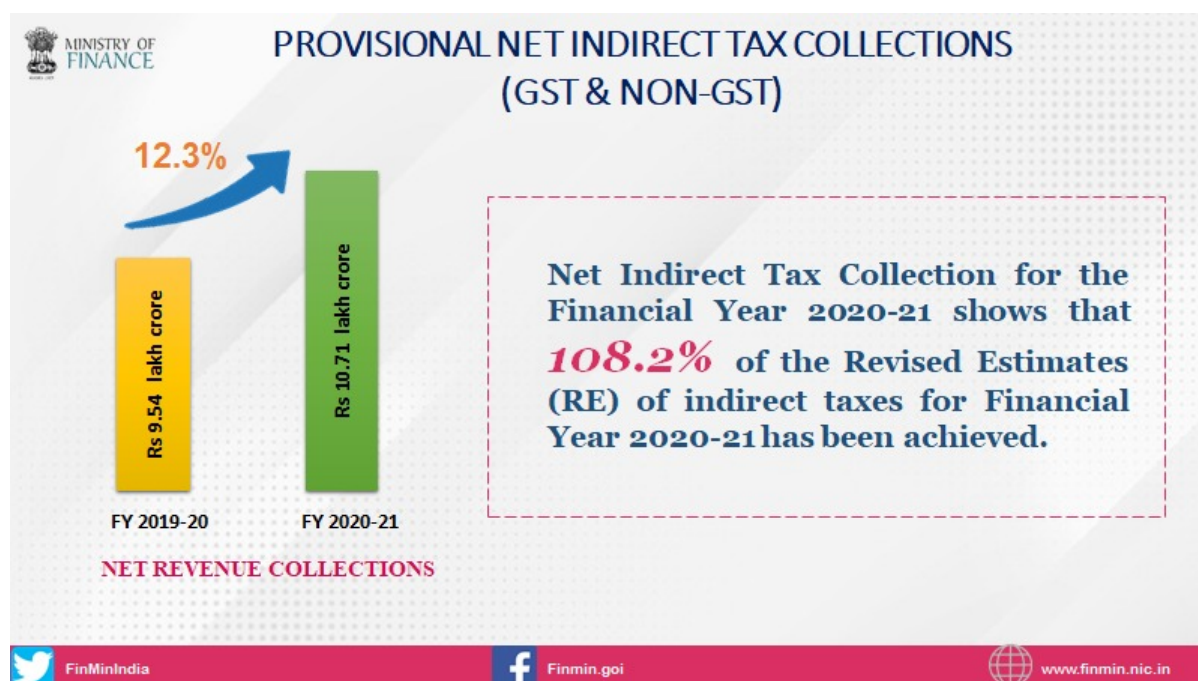 MINISTRY OF
FINANCE
PROVISIONAL NET INDIRECT TAX COLLECTIONS
(GST & NON-GST)
12.3%
Rs 9.54 lakh crore
Rs 10.71 lakh crore
FY 2019-20
FY 2020-21
NET REVENUE COLLECTIONS
Net Indirect Tax Collection for the
Financial Year 2020-21 shows that
108.2% of the Revised Estimates
(RE) of indirect taxes for Financial
Year 2020-21 has been achieved.
FinMinIndia
Finmin.goi
www.finmin.nic.in